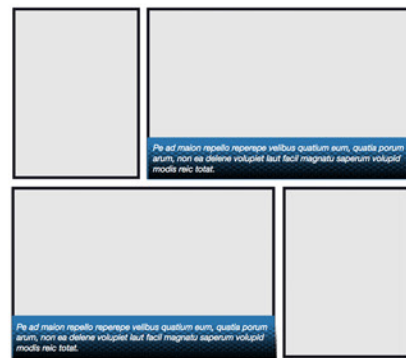 Pe ad maion repello reperepe velibus quatium eum, quatia porum
arum, non ea delene volupiet laut facil magnatu saperum volupid
modis reic totat.
Pe ad maion repello reperepe velibus quatium eum, quatia porum
arum, non ea delene volupiet laut facil magnatu saperum volupid
modis reic totat.